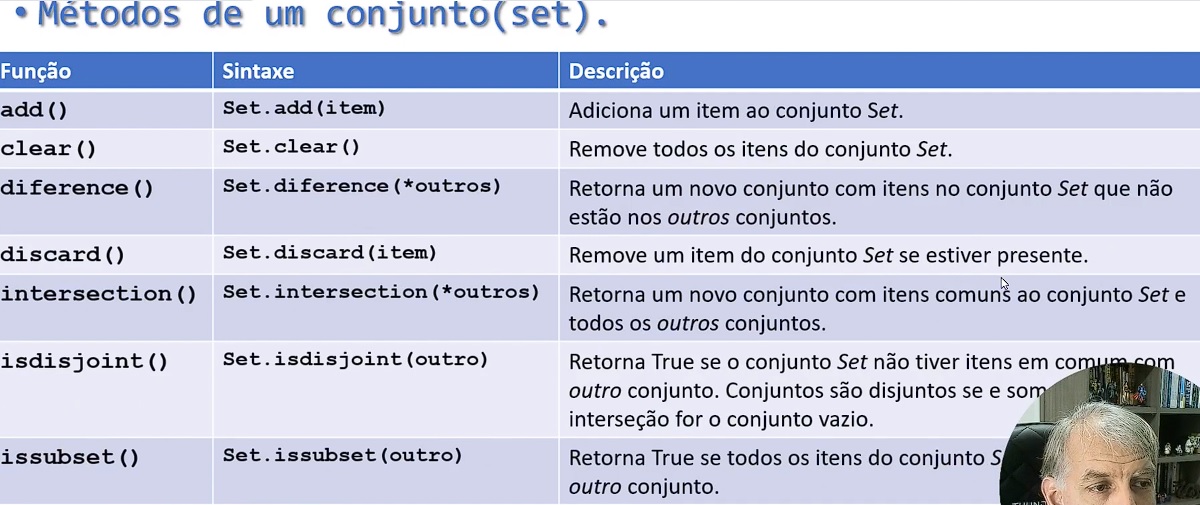 • Métodos de um conjunto(set).
Função Sintaxe Descrição
add() Set.add(item) Adiciona um item ao conjunto Set.
clear() Set.clear() Remove todos os itens do conjunto Set.
diference() Set.diference(*outros) Retorna um novo conjunto com itens no conjunto Set que não
estão nos outros conjuntos.
discard() Set.discard(item) Remove um item do conjunto Set se estiver presente.
intersection() Set.intersection(*outros) Retorna um novo conjunto com itens comuns ao conjunto Set e
todos os outros conjuntos.
isdisjoint() Set.isdisjoint(outro) Retorna True se o conjunto Set não tiver itens em comum com
outro conjunto. Conjuntos são disjuntos se e som
interseção for o conjunto vazio.
issubset() Set.issubset(outro) Retorna True se todos os itens do conjunto S
outro conjunto.